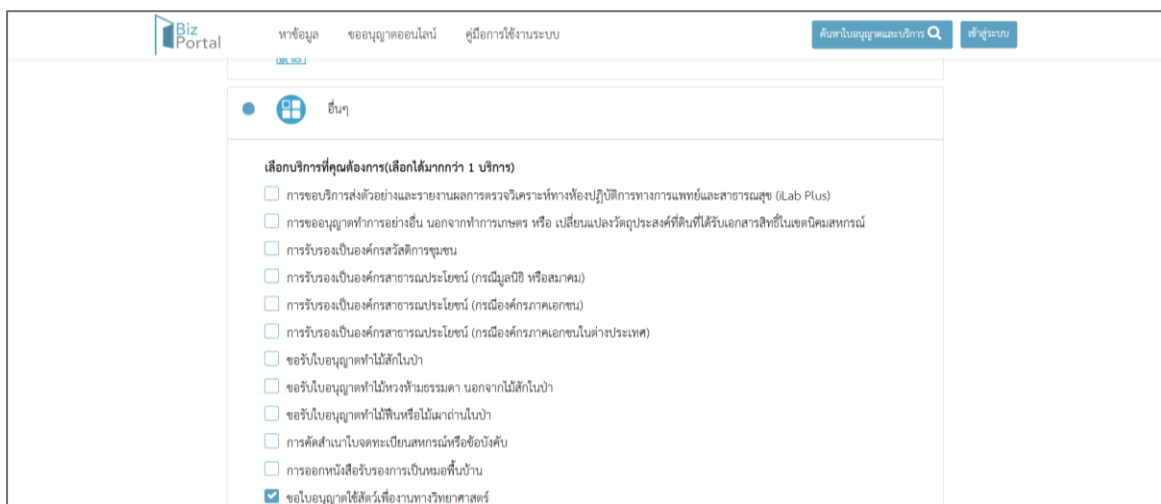 Biz
Portal
หาข้อมูล ขออนุญาตออนไลน์ คู่มือการใช้งานระบบ ค้นหาใบอนุญาตและบริการ เข้าสู่ระบบ
อื่นๆ
เลือกบริการที่คุณต้องการ(เลือกได้มากกว่า 1 บริการ)
การขอบริการส่งตัวอย่างและรายงานผลการตรวจวิเคราะห์ทางห้องปฏิบัติการทางการแพทย์และสาธารณสุข (iLab Plus)
การขออนุญาตทำการอย่างอื่น นอกจากทำการเกษตร หรือ เปลี่ยนแปลงวัตถุประสงค์ที่ดินที่ได้รับเอกสารสิทธิ์ในเขตนิคมสหกรณ์
การรับรองเป็นองค์กรสวัสดิการชุมชน
การรับรองเป็นองค์กรสาธารณประโยชน์ (กรณีมูลนิธิ หรือสมาคม)
การรับรองเป็นองค์กรสาธารณประโยชน์ (กรณีองค์กรภาคเอกชน)
การรับรองเป็นองค์กรสาธารณประโยชน์ (กรณีองค์กรภาคเอกชนในต่างประเทศ)
ขอรับใบอนุญาตทำไม้สักในป่า
ขอรับใบอนุญาตทำไม้หวงห้ามธรรมดา นอกจากไม้สักในป่า
ขอรับใบอนุญาตทำไม้ฟืนหรือไม้เผาถ่านในป่า
การคัดสำเนาใบจดทะเบียนสหกรณ์หรือข้อบังคับ
การออกหนังสือรับรองการเป็นหมอพื้นบ้าน
ขอใบอนุญาตใช้สัตว์เพื่องานทางวิทยาศาสตร์